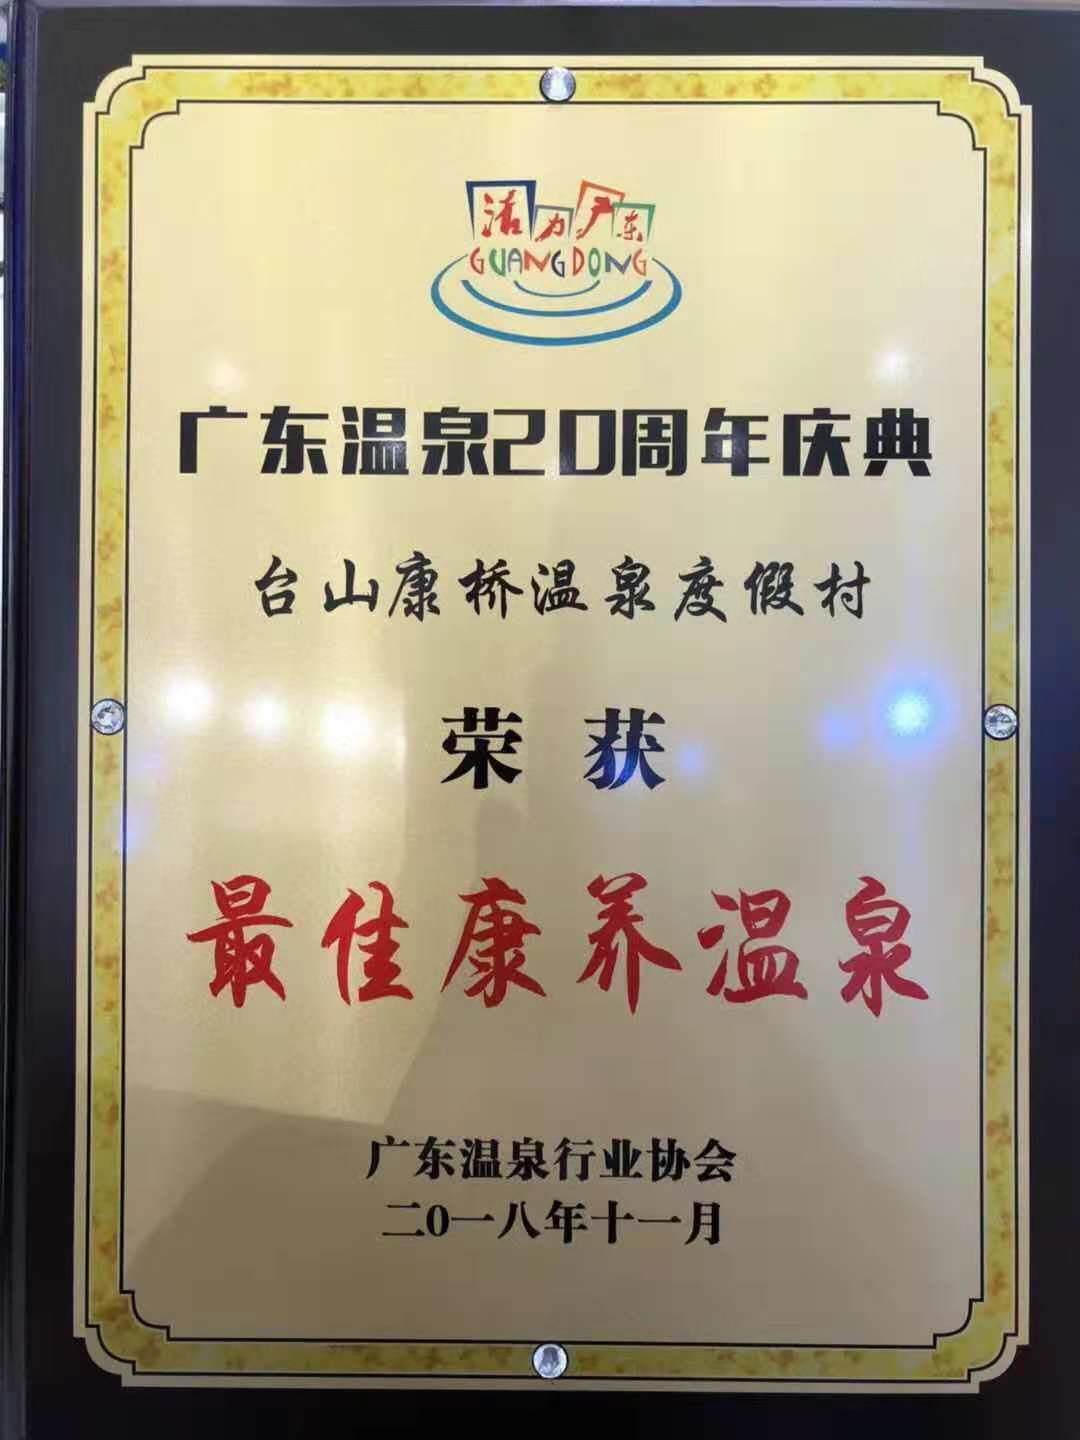 活力广东
GUANGDONG
广东温泉20周年庆典
台山康桥温泉度假村
荣获
最佳康养温泉
广东温泉行业协会
二0一八年十一月